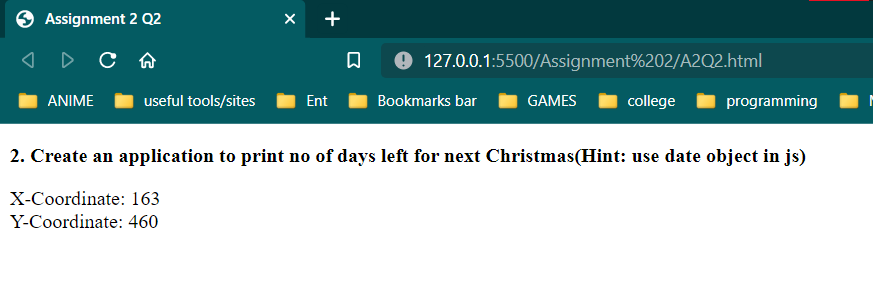 Assignment 2 Q2
127.0.0.1:5500/Assignment%202/A2Q2.html
ANIME useful tools/sites Ent Bookmarks bar GAMES college programming
2. Create an application to print no of days left for next Christmas(Hint: use date object in js)
X-Coordinate: 163
Y-Coordinate: 460